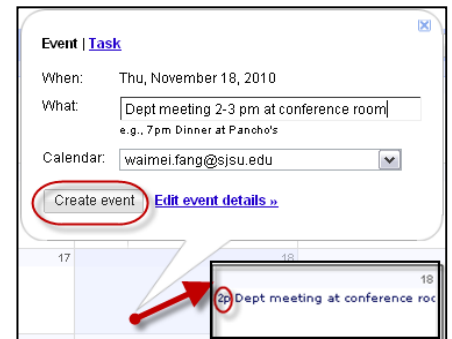 Event | Task
When: Thu, November 18, 2010
What: Dept meeting 2-3 pm at conference room
e.g., 7pm Dinner at Pancho's
Calendar: waimei.fang@sjsu.edu
Create event Edit event details »
17 18
18
2p Dept meeting at conference roc